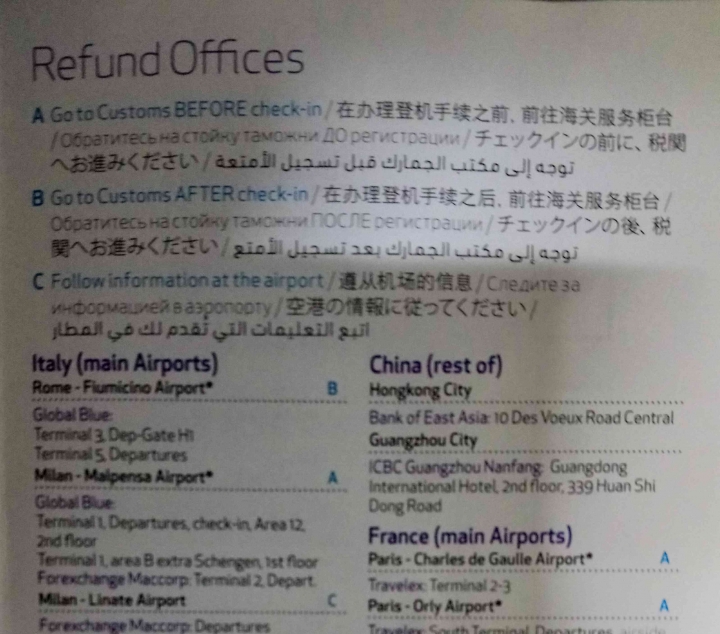 Refund Offices
A Go to Customs BEFORE check-in / 在办理登机手续之前, 前往海关服务柜台
/ Обратитесь на стойку таможни ДО регистрации / チェックインの前に、税関
へお進みください / توجه إلى مكتب الجمارك قبل تسجيل الأمتعة
B Go to Customs AFTER check-in / 在办理登机手续之后, 前往海关服务柜台 /
Обратитесь на стойку таможни ПОСЛЕ регистрации / チェックインの後、税
関へお進みください / توجه إلى مكتب الجمارك بعد تسجيل الأمتع
C Follow information at the airport / 遵从机场的信息 / Следите за
информацией в аэропорту / 空港の情報に従ってください /
اتبع التعليمات التي تُقدم لك في المطار
Italy (main Airports)
Rome - Fiumicino Airport* B
Global Blue:
Terminal 3, Dep-Gate H1
Terminal 5, Departures
Milan - Malpensa Airport* A
Global Blue:
Terminal 1, Departures, check-in, Area 12,
2nd floor
Terminal 1, area B extra Schengen, 1st floor
Forexchange Maccorp: Terminal 2, Depart.
Milan - Linate Airport C
Forexchange Maccorp: Departures
China (rest of)
Hongkong City
Bank of East Asia: 10 Des Voeux Road Central
Guangzhou City
ICBC Guangzhou Nanfang: Guangdong
International Hotel, 2nd floor, 339 Huan Shi
Dong Road
France (main Airports)
Paris - Charles de Gaulle Airport* A
Travelex: Terminal 2-3
Paris - Orly Airport* A
Travelex: South Terminal, Departures,